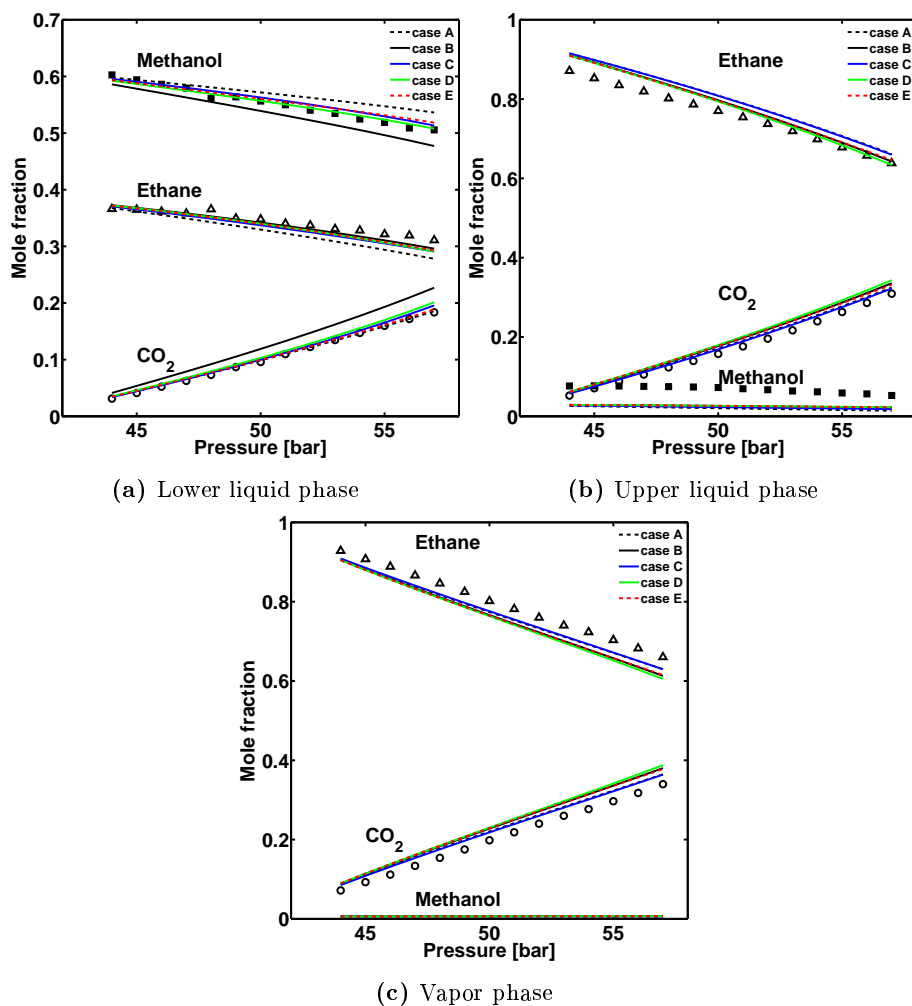 0.7
0.6
0.5
0.4
0.3
0.2
0.1
0
Mole fraction
Methanol
Ethane
CO2
case A
case B
case C
case D
case E
45 50 55
Pressure [bar]
(a) Lower liquid phase
1
0.8
0.6
0.4
0.2
0
Mole fraction
Ethane
CO2
Methanol
case A
case B
case C
case D
case E
45 50 55
Pressure [bar]
(b) Upper liquid phase
1
0.8
0.6
0.4
0.2
0
Mole fraction
Ethane
CO2
Methanol
case A
case B
case C
case D
case E
45 50 55
Pressure [bar]
(c) Vapor phase